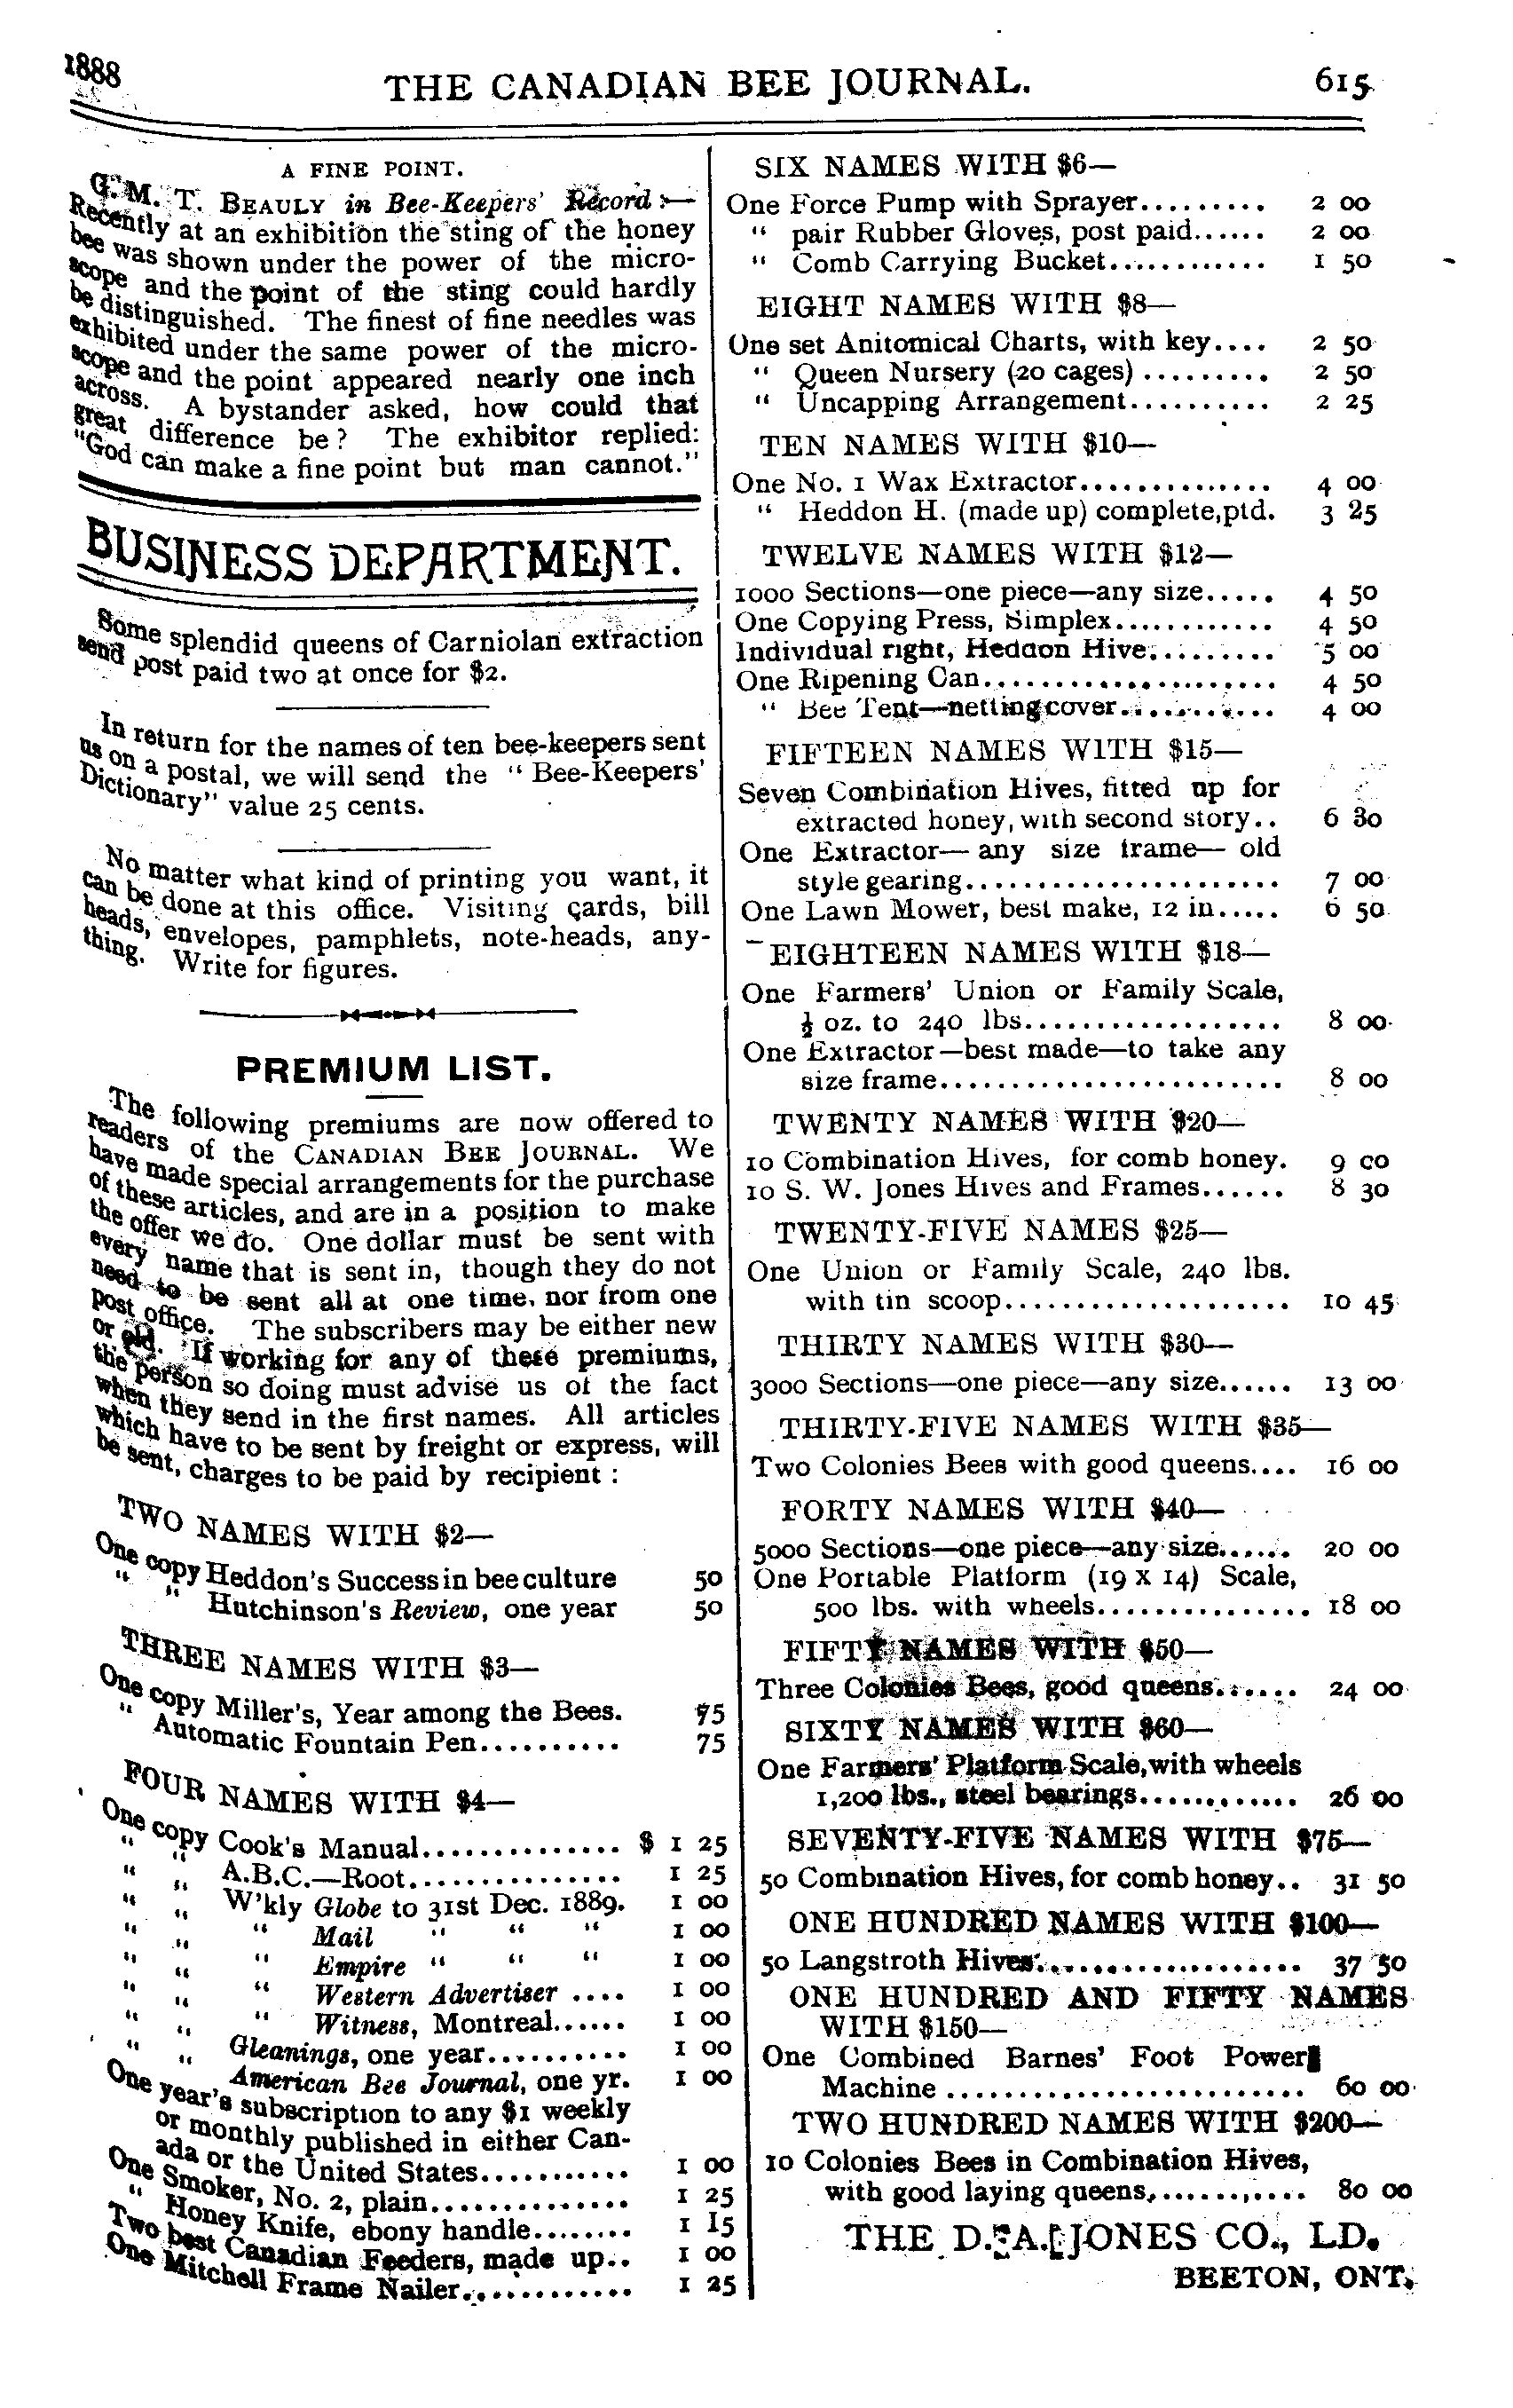 1888
THE CANADIAN BEE JOURNAL.
615
A FINE POINT.
G. M. T. BEAULY in Bee-Keepers' Record:—
Recently at an exhibition the sting of the honey
bee was shown under the power of the micro-
scope and the point of the sting could hardly
be distinguished. The finest of fine needles was
exhibited under the same power of the micro-
scope and the point appeared nearly one inch
across. A bystander asked, how could that
great difference be? The exhibitor replied:
"God can make a fine point but man cannot."
BUSINESS DEPARTMENT.
Some splendid queens of Carniolan extraction
send post paid two at once for $2.
In return for the names of ten bee-keepers sent
us on a postal, we will send the "Bee-Keepers'
Dictionary" value 25 cents.
No matter what kind of printing you want, it
can be done at this office. Visiting cards, bill
heads, envelopes, pamphlets, note-heads, any-
thing. Write for figures.
PREMIUM LIST.
The following premiums are now offered to
readers of the CANADIAN BEE JOURNAL. We
have made special arrangements for the purchase
of these articles, and are in a position to make
the offer we do. One dollar must be sent with
every name that is sent in, though they do not
need to be sent all at one time, nor from one
post office. The subscribers may be either new
or old. If working for any of these premiums,
the person so doing must advise us of the fact
when they send in the first names. All articles
which have to be sent by freight or express, will
be sent, charges to be paid by recipient:
TWO NAMES WITH $2—
One copy Heddon's Success in bee culture 50
" " Hutchinson's Review, one year 50
THREE NAMES WITH $3—
One copy Miller's, Year among the Bees. 75
" Automatic Fountain Pen.......... 75
FOUR NAMES WITH $4—
One copy Cook's Manual.............. $ 1 25
" " A.B.C.—Root............... 1 25
" " W'kly Globe to 31st Dec. 1889. 1 00
" " " Mail " " " 1 00
" " " Empire " " " 1 00
" " " Western Advertiser .... 1 00
" " " Witness, Montreal...... 1 00
" " Gleanings, one year.......... 1 00
" " American Bee Journal, one yr. 1 00
One year's subscription to any $1 weekly
or monthly published in either Can-
ada or the United States........... 1 00
One Smoker, No. 2, plain.............. 1 25
" Honey Knife, ebony handle........ 1 15
Two best Canadian Feeders, made up.. 1 00
One Mitchell Frame Nailer............ 1 25
SIX NAMES WITH $6—
One Force Pump with Sprayer......... 2 00
" pair Rubber Gloves, post paid...... 2 00
" Comb Carrying Bucket............ 1 50
EIGHT NAMES WITH $8—
One set Anitomical Charts, with key.... 2 50
" Queen Nursery (20 cages) ......... 2 50
" Uncapping Arrangement.......... 2 25
TEN NAMES WITH $10—
One No. 1 Wax Extractor.............. 4 00
" Heddon H. (made up) complete,ptd. 3 25
TWELVE NAMES WITH $12—
1000 Sections—one piece—any size..... 4 50
One Copying Press, Simplex............ 4 50
Individual right, Heddon Hive......... 5 00
One Ripening Can.................... 4 50
" Bee Tent—netting cover........... 4 00
FIFTEEN NAMES WITH $15—
Seven Combination Hives, fitted up for
extracted honey, with second story.. 6 80
One Extractor— any size frame— old
style gearing...................... 7 00
One Lawn Mower, best make, 12 in..... 6 50
EIGHTEEN NAMES WITH $18—
One Farmers' Union or Family Scale,
½ oz. to 240 lbs.................. 8 00
One Extractor—best made—to take any
size frame........................ 8 00
TWENTY NAMES WITH $20—
10 Combination Hives, for comb honey. 9 00
10 S. W. Jones Hives and Frames...... 8 30
TWENTY-FIVE NAMES $25—
One Union or Family Scale, 240 lbs.
with tin scoop.................... 10 45
THIRTY NAMES WITH $30—
3000 Sections—one piece—any size...... 13 00
THIRTY-FIVE NAMES WITH $35—
Two Colonies Bees with good queens.... 16 00
FORTY NAMES WITH $40—
5000 Sections—one piece—any size...... 20 00
One Portable Platform (19 x 14) Scale,
500 lbs. with wheels............... 18 00
FIFTY NAMES WITH $50—
Three Colonies Bees, good queens...... 24 00
SIXTY NAMES WITH $60—
One Farmers' Platform Scale, with wheels
1,200 lbs., steel bearings........... 26 00
SEVENTY-FIVE NAMES WITH $75—
50 Combination Hives, for comb honey.. 31 50
ONE HUNDRED NAMES WITH $100—
50 Langstroth Hives................... 37 50
ONE HUNDRED AND FIFTY NAMES
WITH $150—
One Combined Barnes' Foot Power
Machine ......................... 60 00
TWO HUNDRED NAMES WITH $200—
10 Colonies Bees in Combination Hives,
with good laying queens,........... 80 00
THE D. A. JONES CO., LD.
BEETON, ONT.